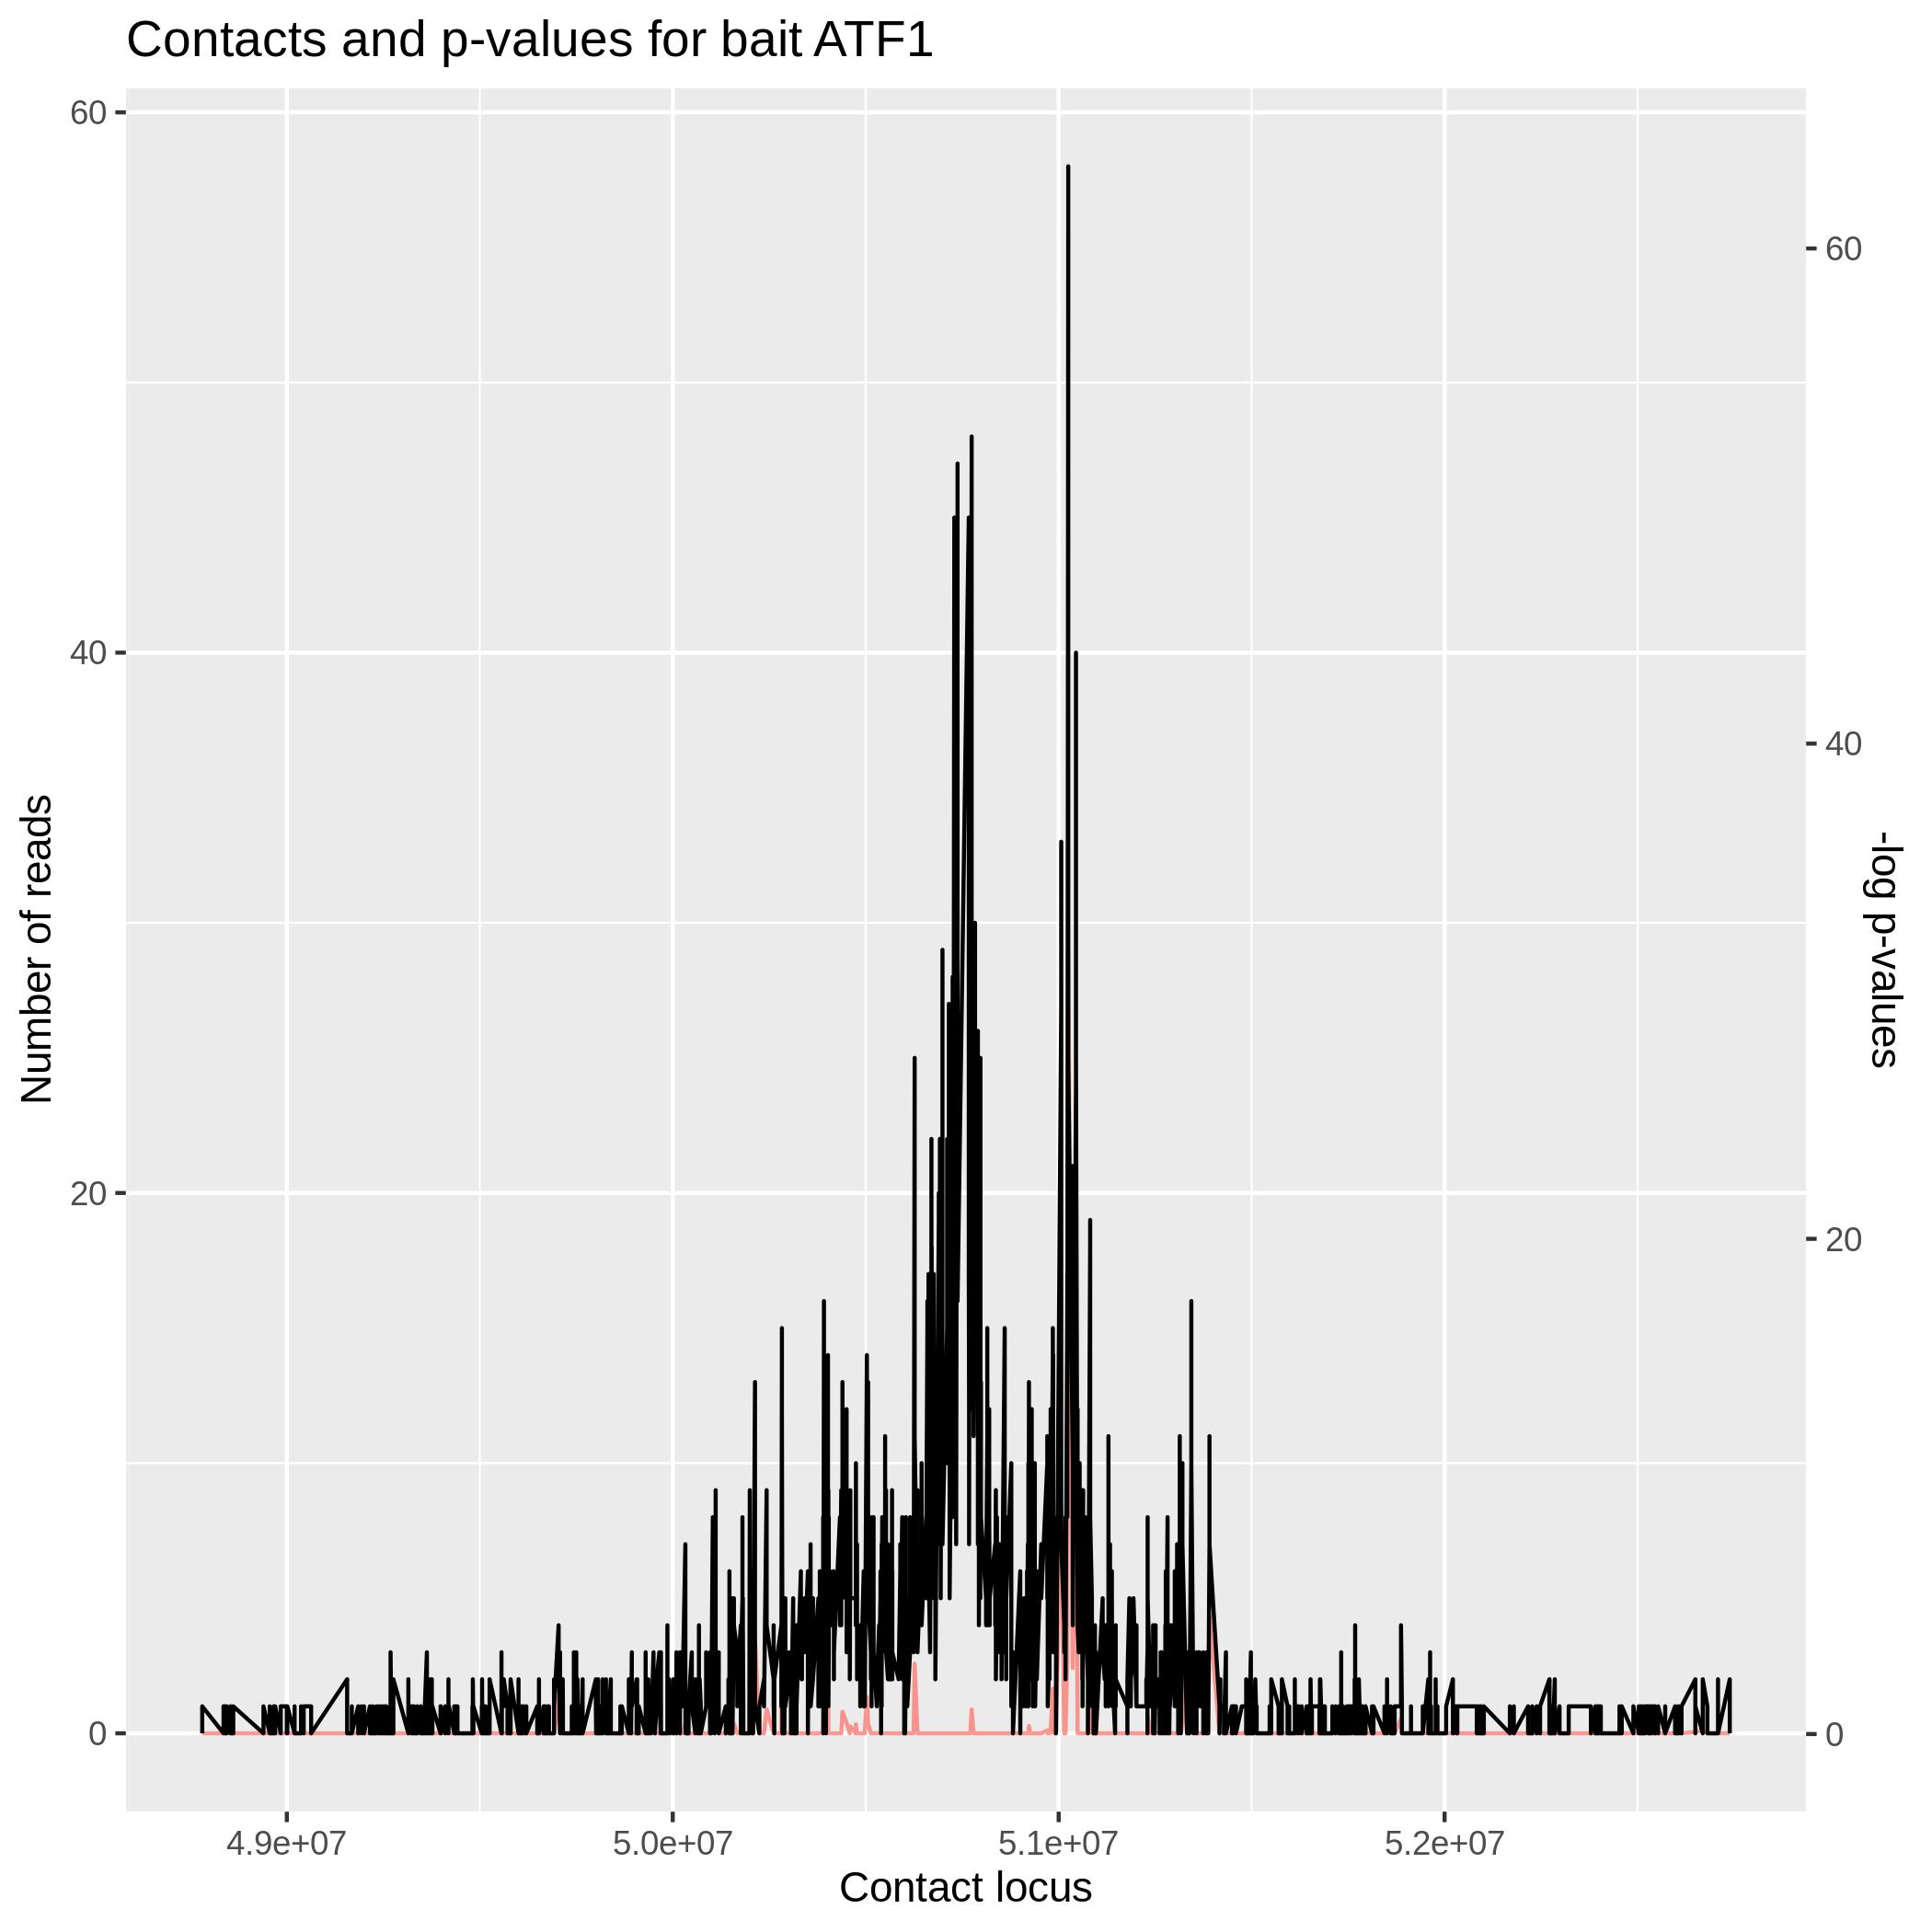 Contacts and p-values for bait ATF1
60
40
20
0
60
40
20
0
Number of reads
-log p-values
4.9e+07
5.0e+07
5.1e+07
5.2e+07
Contact locus